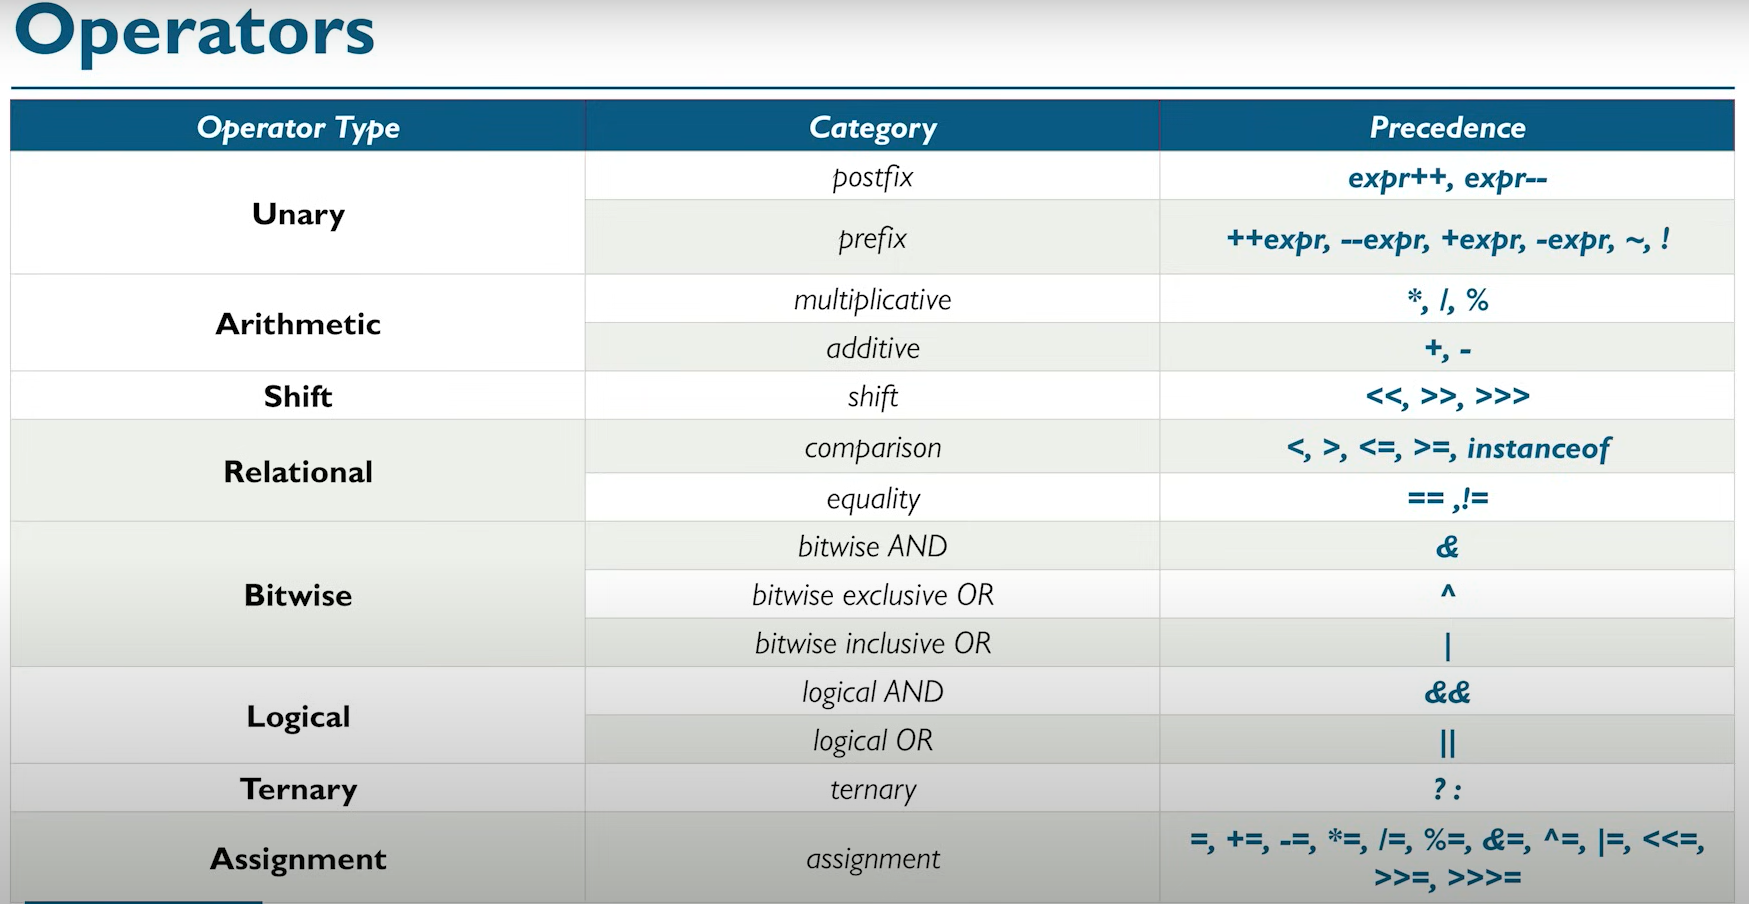 Operators
Operator Type Category Precedence
Unary
postfix expr++, expr--
prefix ++expr, --expr, +expr, -expr, ~, !
Arithmetic
multiplicative *, /, %
additive +, -
Shift shift <<, >>, >>>
Relational
comparison <, >, <=, >=, instanceof
equality == ,!=
Bitwise
bitwise AND &
bitwise exclusive OR ^
bitwise inclusive OR |
Logical
logical AND &&
logical OR ||
Ternary ternary ? :
Assignment assignment =, +=, -=, *=, /=, %=, &=, ^=, |=, <<=,
>>=, >>>=